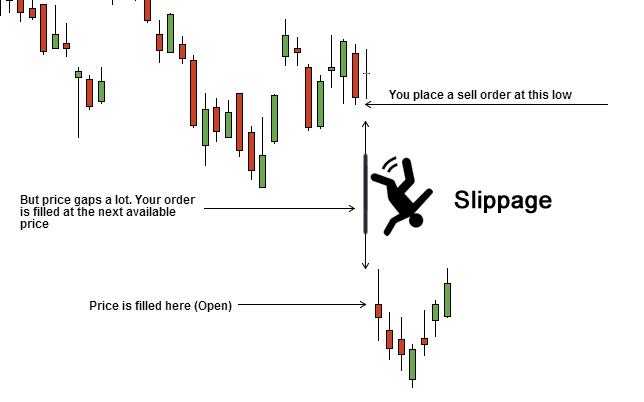 You place a sell order at this low
Slippage
But price gaps a lot. Your order
is filled at the next available
price
Price is filled here (Open)